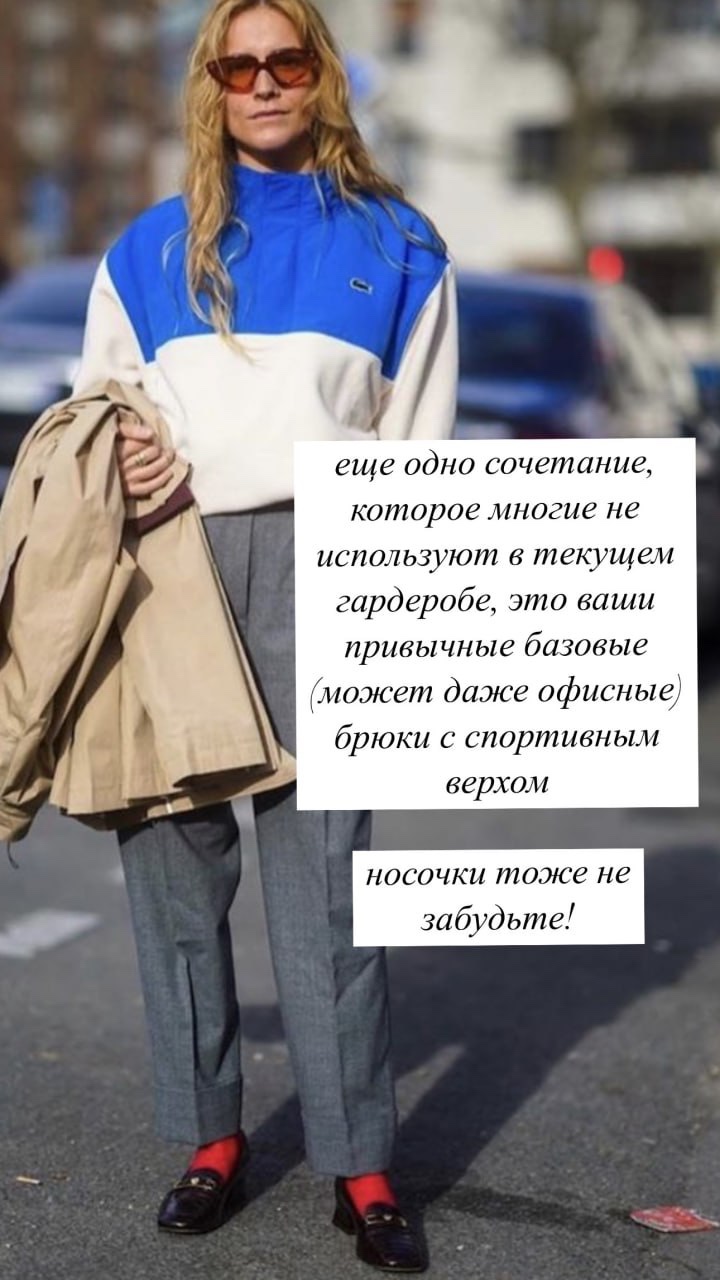 еще одно сочетание,
которое многие не
используют в текущем
гардеробе, это ваши
привычные базовые
(может даже офисные)
брюки с спортивным
верхом
носочки тоже не
забудьте!